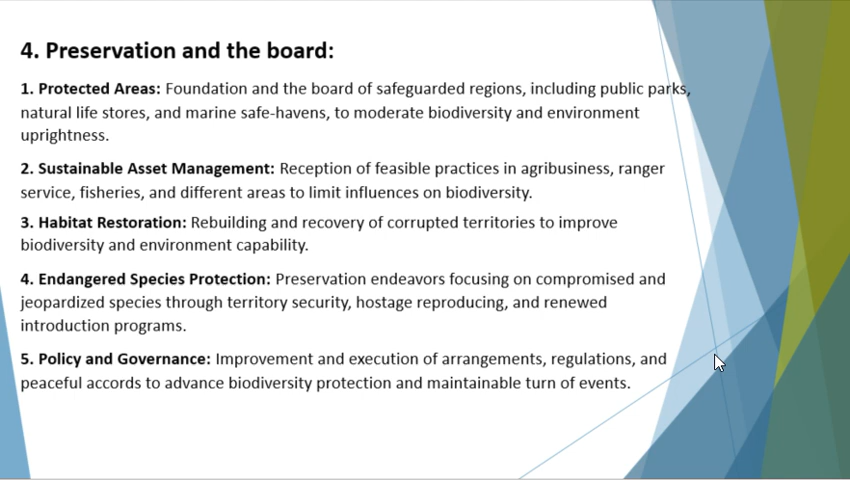 4. Preservation and the board:
1. Protected Areas: Foundation and the board of safeguarded regions, including public parks,
natural life stores, and marine safe-havens, to moderate biodiversity and environment
uprightness.
2. Sustainable Asset Management: Reception of feasible practices in agribusiness, ranger
service, fisheries, and different areas to limit influences on biodiversity.
3. Habitat Restoration: Rebuilding and recovery of corrupted territories to improve
biodiversity and environment capability.
4. Endangered Species Protection: Preservation endeavors focusing on compromised and
jeopardized species through territory security, hostage reproducing, and renewed
introduction programs.
5. Policy and Governance: Improvement and execution of arrangements, regulations, and
peaceful accords to advance biodiversity protection and maintainable turn of events.